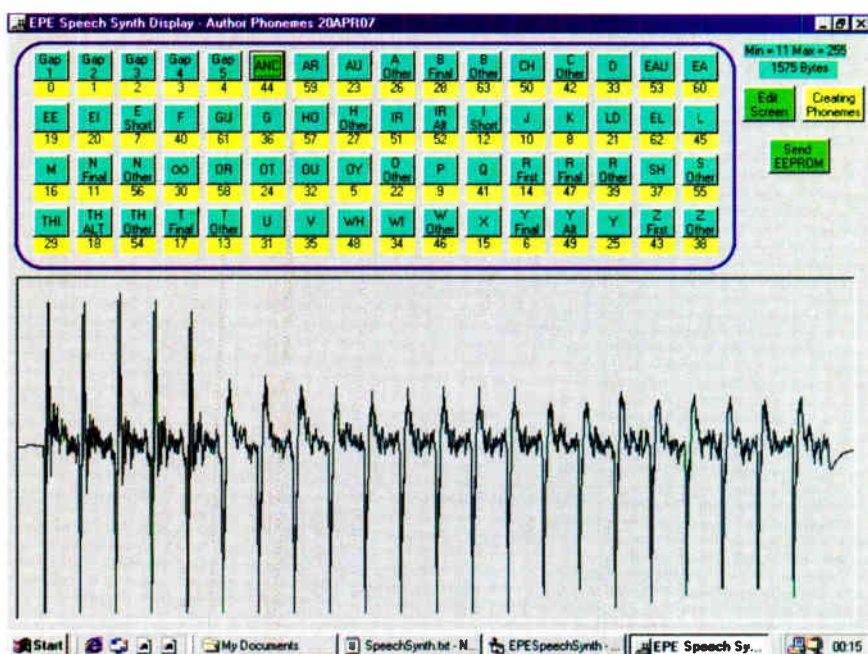 EPE Speech Synth Display - Author Phonemes 20APR07
Gap 1 Gap 2 Gap 3 Gap 4 Gap 5 ANC AR AU A Other B Final B Other CH C Other D EAU EA
0 1 2 3 4 44 59 23 26 28 63 50 42 33 53 60
EE EI E Short F GU G HO H Other IR IR Alt I Short J K LD EL L
19 20 7 40 61 36 57 27 51 52 12 10 8 21 62 45
M N Final N Other OO OR OT OU OY O Other P Q R First R Final R Other SH S Other
16 11 56 30 58 24 32 5 22 9 41 14 47 39 37 55
THI TH ALT TH Other T Final T Other U V WH WI W Other X Y Final Y Alt Y Z First Z Other
29 18 54 17 13 31 35 48 34 46 15 6 49 25 43 38
Min = 11 Max = 255
1575 Bytes
Edit Screen
Creating Phonemes
Send EEPROM
Start My Documents SpeechSynth.txt - N... EPESpeechSynth - ... EPE Speech Sy... 00:15